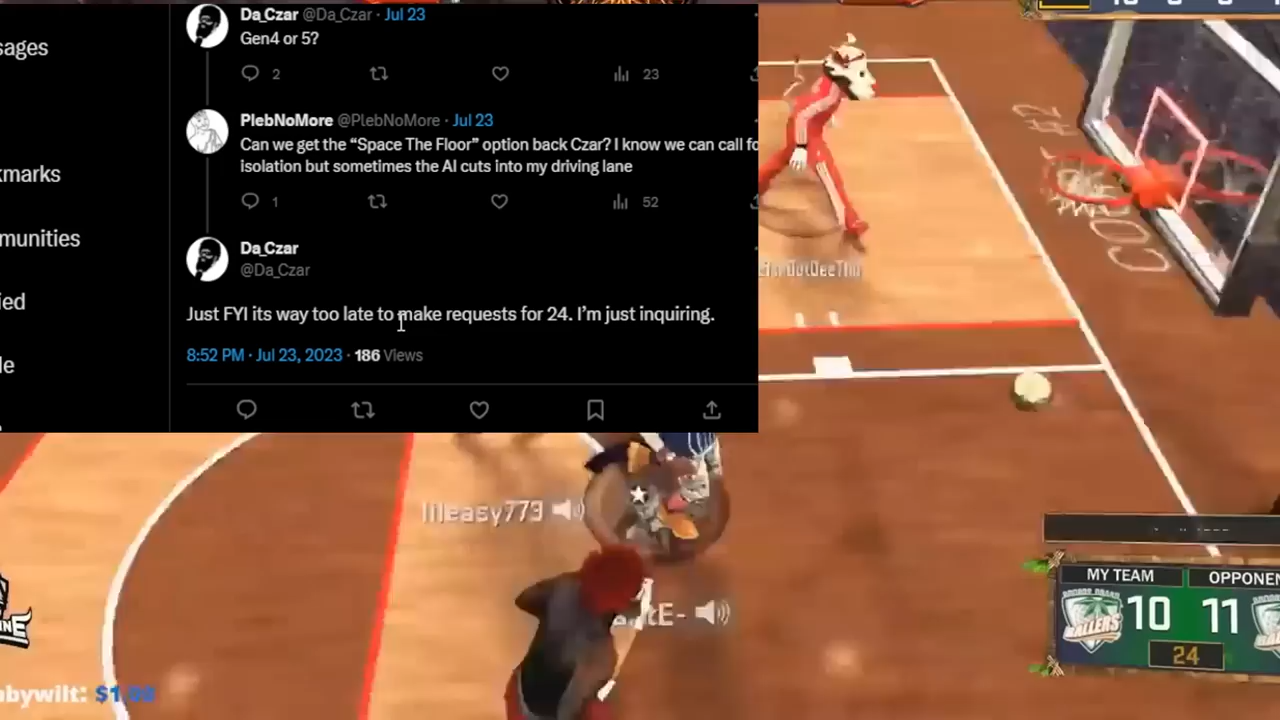 sages
kmarks
munities
ied
le
Da_Czar @Da_Czar · Jul 23
Gen4 or 5?
2 23
PlebNoMore @PlebNoMore · Jul 23
Can we get the “Space The Floor” option back Czar? I know we can call fo
isolation but sometimes the AI cuts into my driving lane
1 52
Da_Czar
@Da_Czar
Just FYI its way too late to make requests for 24. I’m just inquiring.
8:52 PM · Jul 23, 2023 · 186 Views
lileasy773
MY TEAM OPPONEN
10 11
BALLERS
24
bywilt: